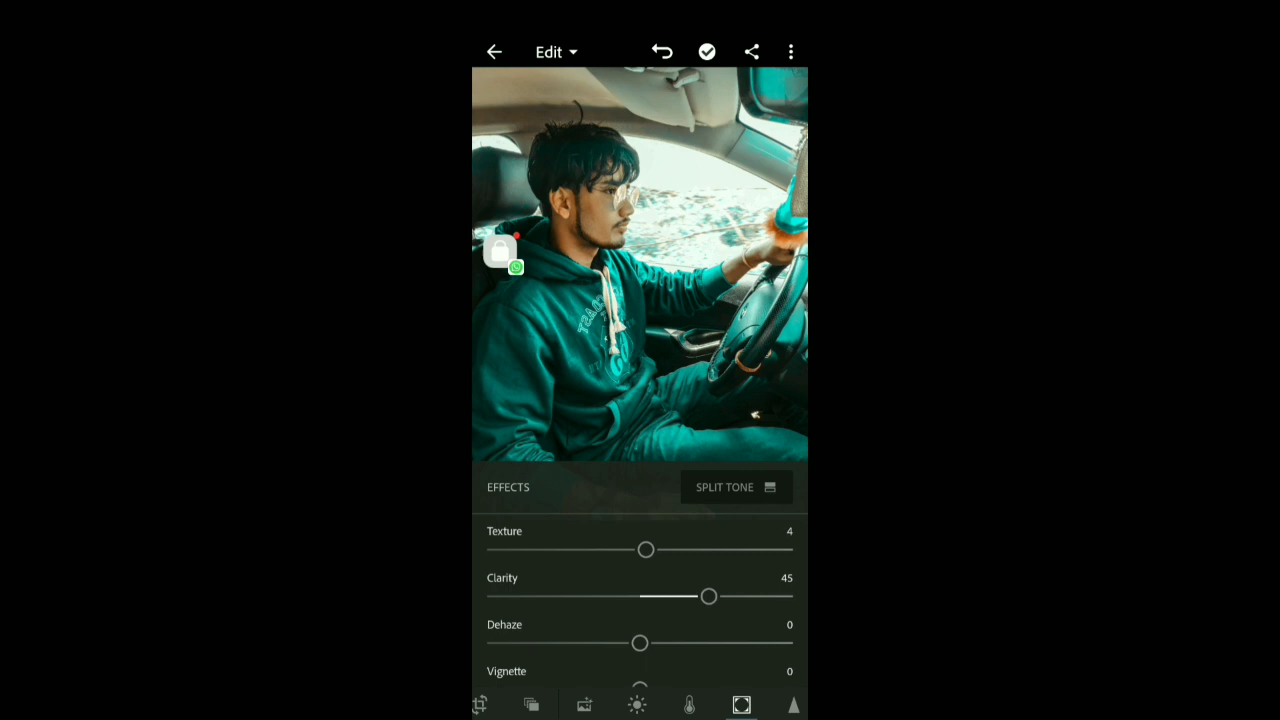 Edit
EFFECTS
SPLIT TONE
Texture 4
Clarity 45
Dehaze 0
Vignette 0